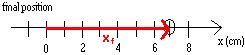 final position
xf
x (cm)
0 2 4 6 8